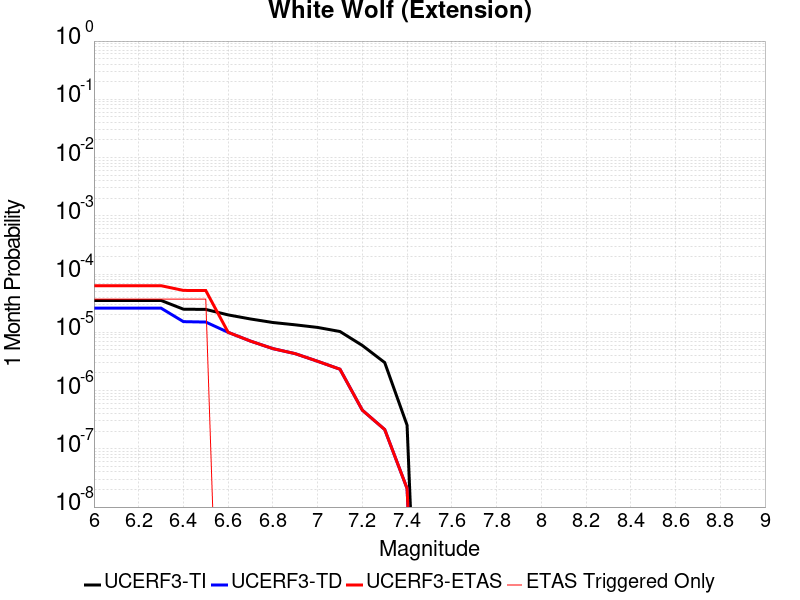 White Wolf (Extension)
10^0
10^-1
10^-2
10^-3
10^-4
10^-5
10^-6
10^-7
10^-8
1 Month Probability
6 6.2 6.4 6.6 6.8 7 7.2 7.4 7.6 7.8 8 8.2 8.4 8.6 8.8 9
Magnitude
UCERF3-TI UCERF3-TD UCERF3-ETAS ETAS Triggered Only